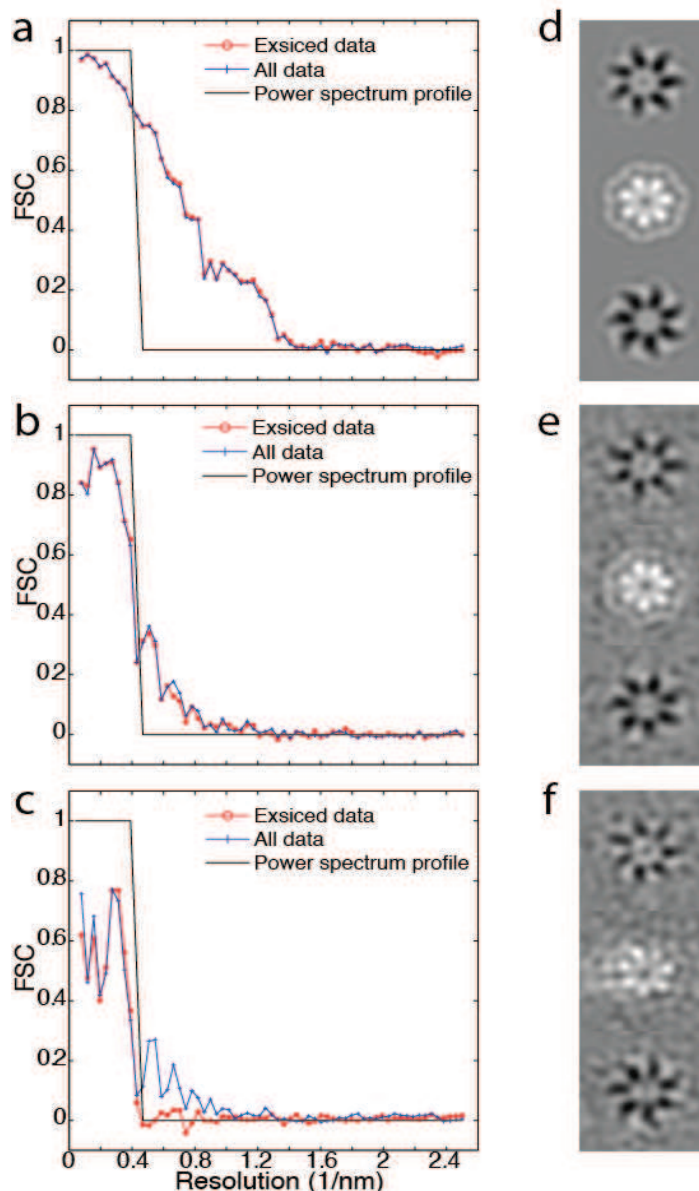 a
d
1
0.8
0.6
0.4
0.2
0
FSC
Exsiced data
All data
Power spectrum profile
b
e
1
0.8
0.6
0.4
0.2
0
FSC
Exsiced data
All data
Power spectrum profile
c
f
1
0.8
0.6
0.4
0.2
0
FSC
Exsiced data
All data
Power spectrum profile
0 0.4 0.8 1.2 1.6 2 2.4
Resolution (1/nm)